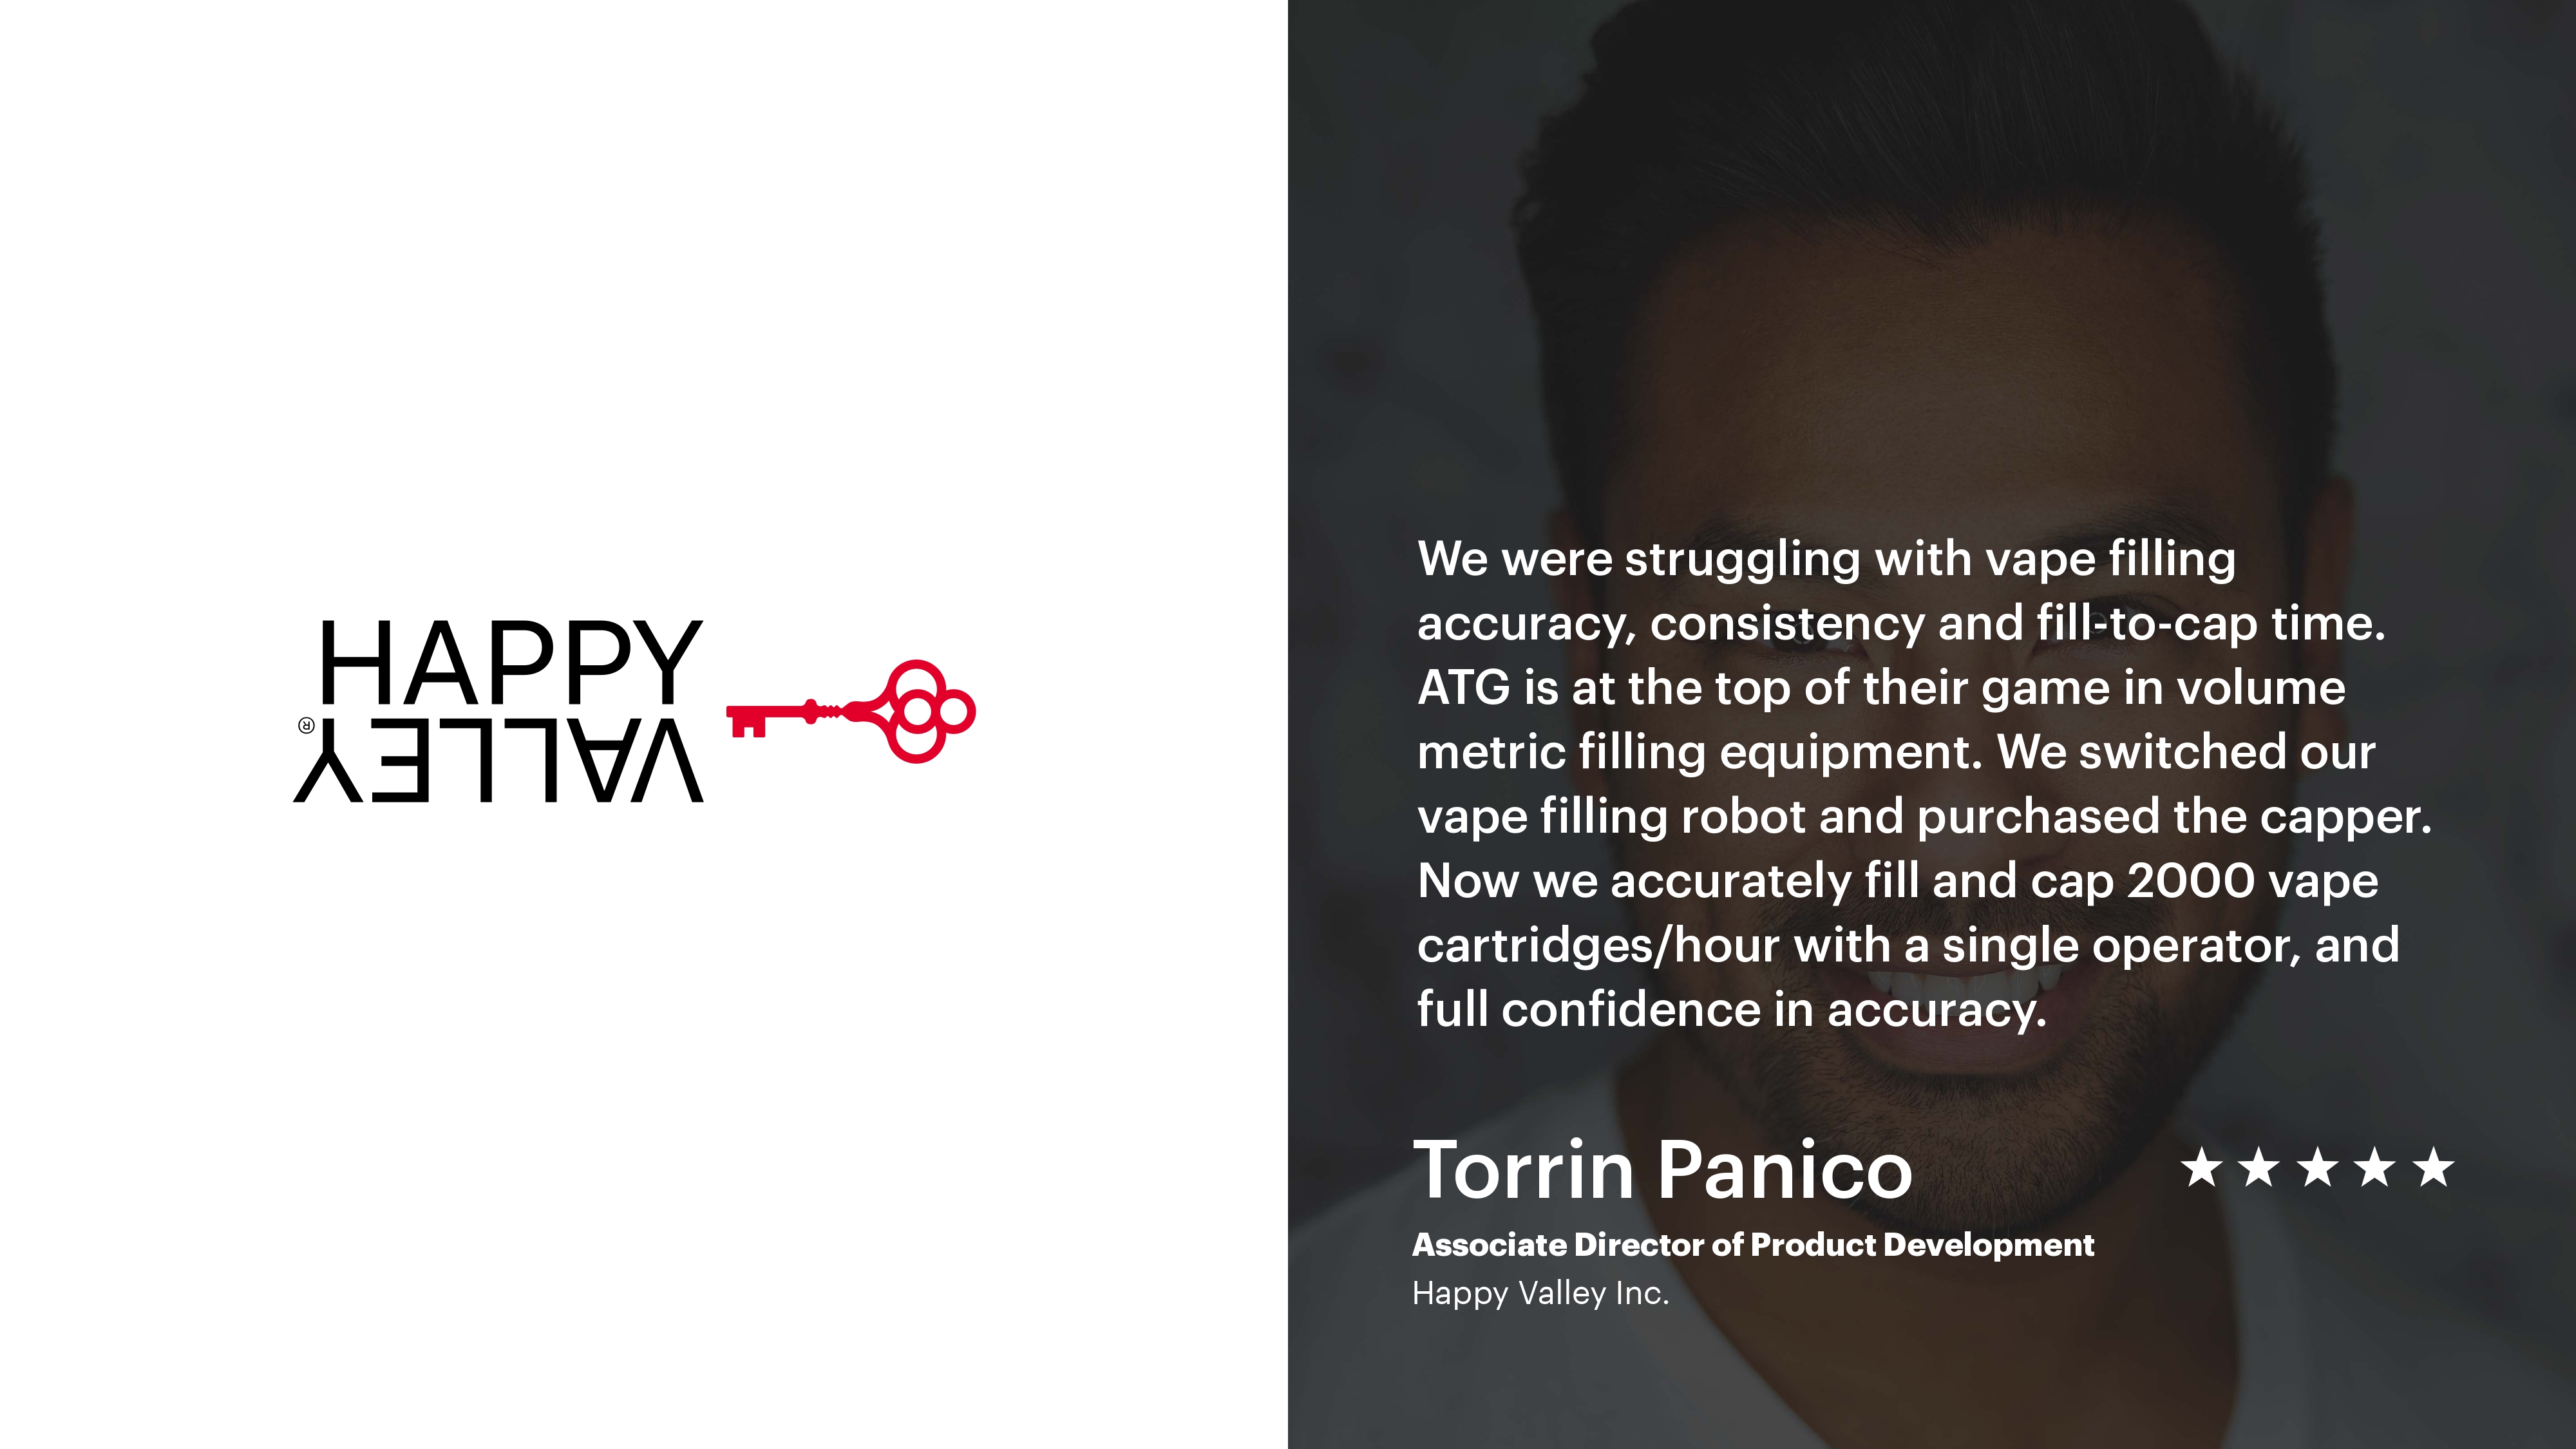 HAPPY
VALLEY
®
We were struggling with vape filling
accuracy, consistency and fill-to-cap time.
ATG is at the top of their game in volume
metric filling equipment. We switched our
vape filling robot and purchased the capper.
Now we accurately fill and cap 2000 vape
cartridges/hour with a single operator, and
full confidence in accuracy.
Torrin Panico
Associate Director of Product Development
Happy Valley Inc.